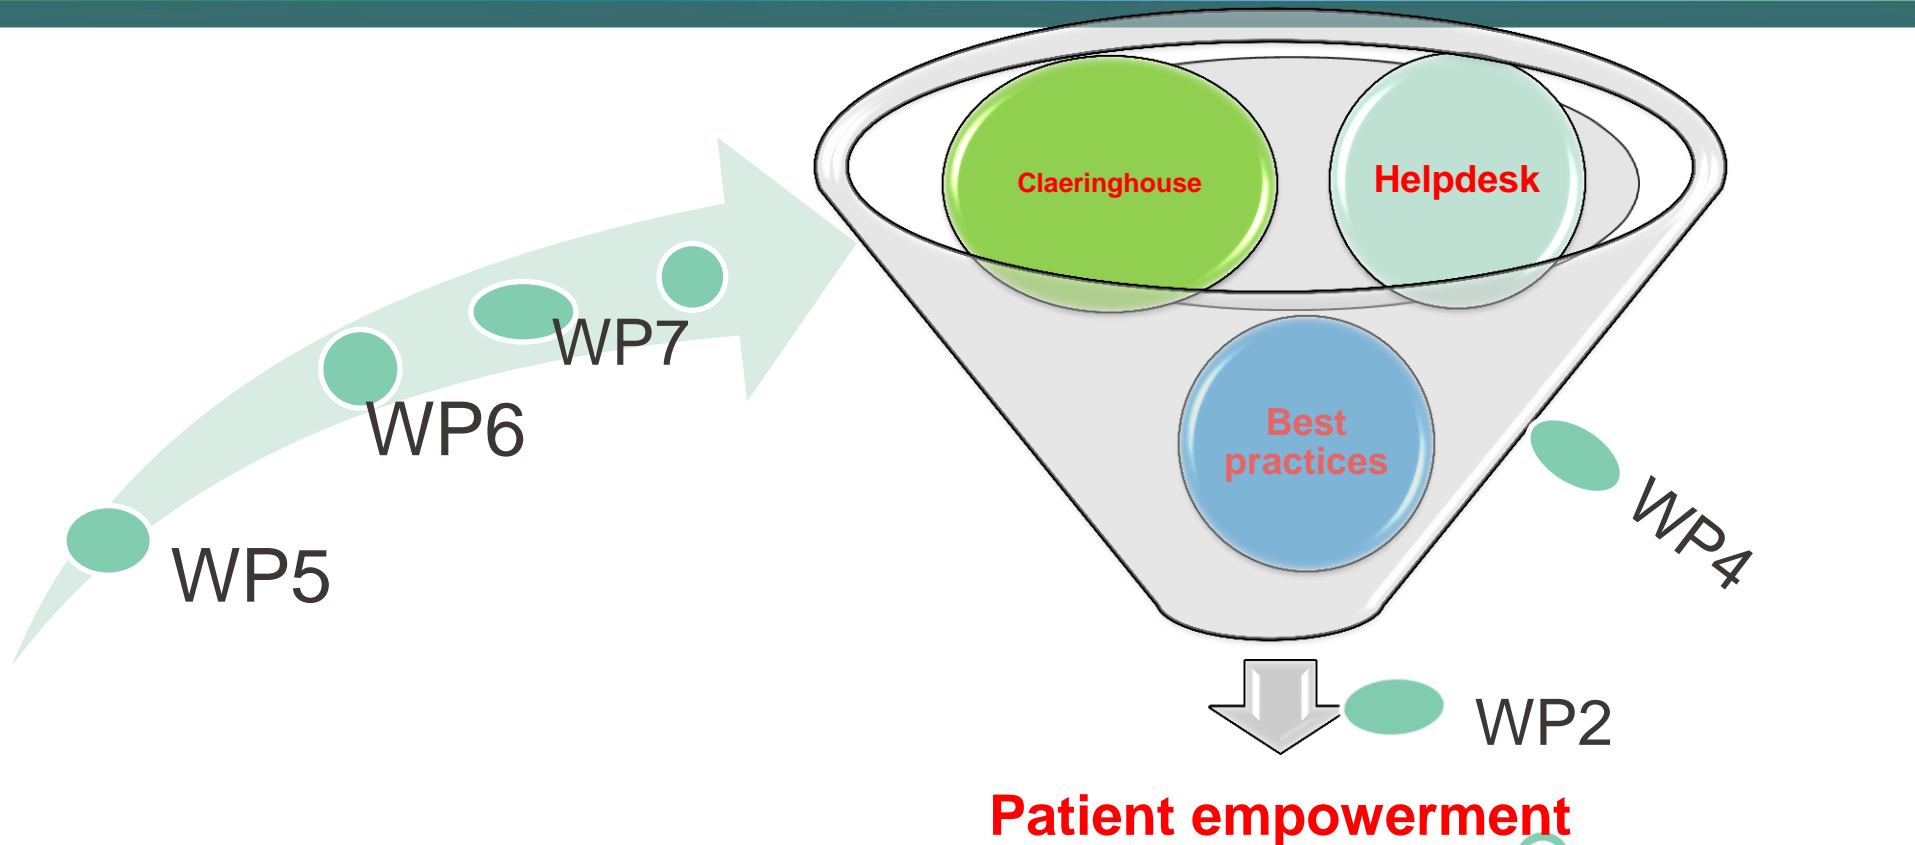 Claeringhouse
Helpdesk
WP7
WP6
Best
practices
WP4
WP5
WP2
Patient empowerment